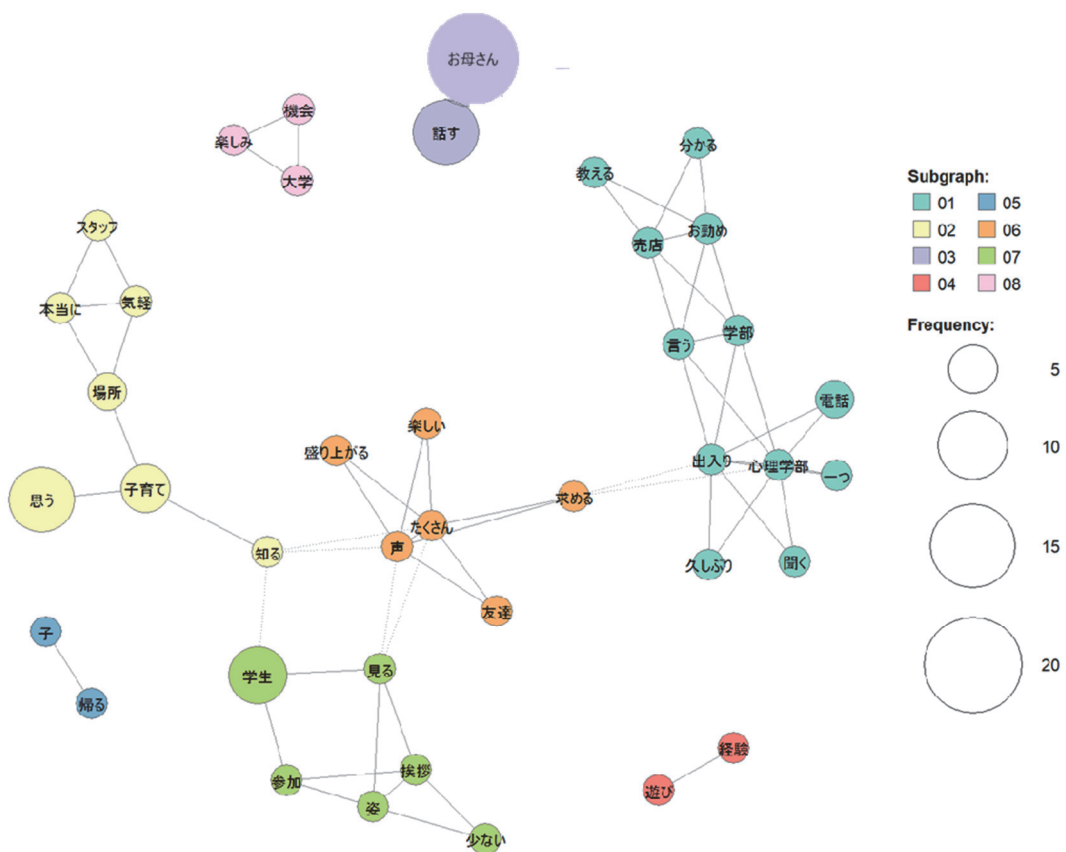 お母さん
話す
機会
楽しみ
大学
スタッフ
本当に
気軽
場所
思う
子育て
知る
子
帰る
盛り上がる
楽しい
たくさん
声
求める
友達
学生
見る
参加
挨拶
姿
少ない
経験
遊び
分かる
教える
お勧め
売店
学部
言う
電話
出入り
心理学部
一つ
久しぶり
聞く
Subgraph:
01 05
02 06
03 07
04 08
Frequency:
5
10
15
20